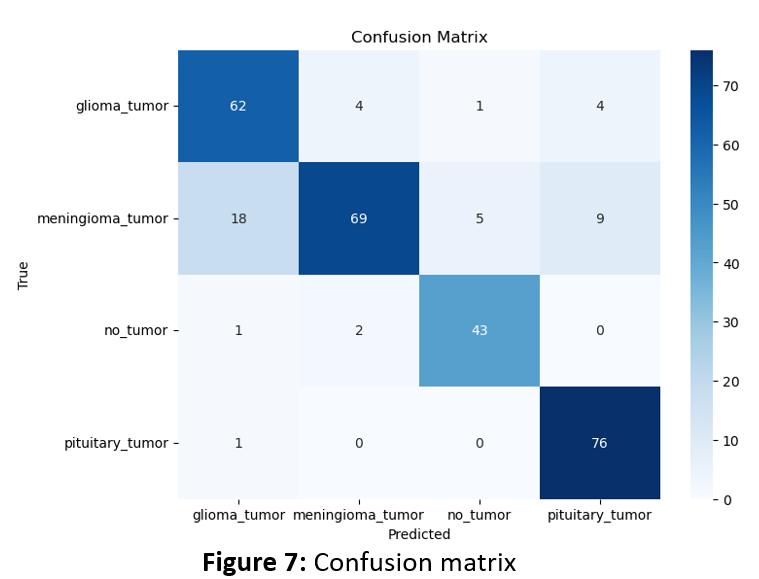 Confusion Matrix
glioma_tumor 62 4 1 4
meningioma_tumor 18 69 5 9
no_tumor 1 2 43 0
pituitary_tumor 1 0 0 76
True
glioma_tumor meningioma_tumor no_tumor pituitary_tumor
Predicted
70
60
50
40
30
20
10
0
Figure 7: Confusion matrix